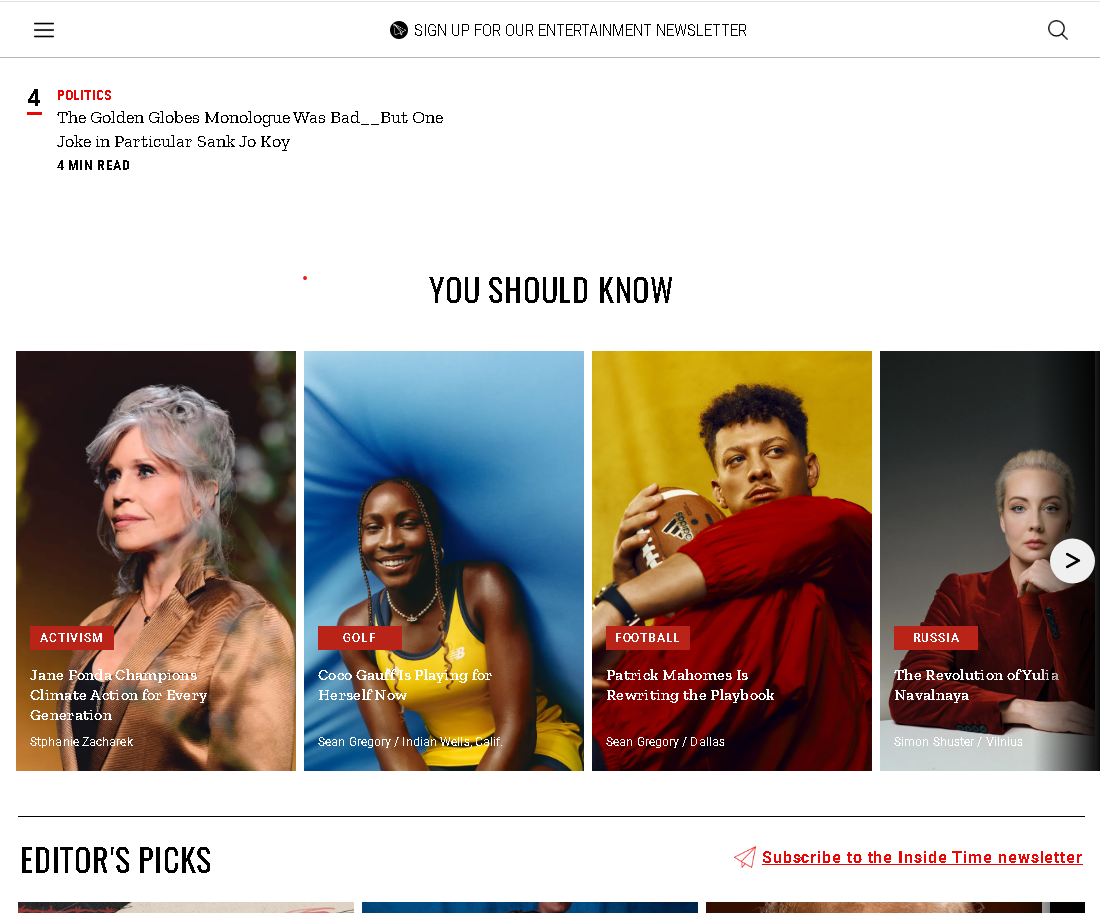 SIGN UP FOR OUR ENTERTAINMENT NEWSLETTER
4
POLITICS
The Golden Globes Monologue Was Bad__But One
Joke in Particular Sank Jo Koy
4 MIN READ
YOU SHOULD KNOW
ACTIVISM
Jane Fonda Champions
Climate Action for Every
Generation
Stphanie Zacharek
GOLF
Coco Gauff Is Playing for
Herself Now
Sean Gregory / Indian Wells, Calif.
FOOTBALL
Patrick Mahomes Is
Rewriting the Playbook
Sean Gregory / Dallas
RUSSIA
The Revolution of Yulia
Navalnaya
Simon Shuster / Vilnius
>
EDITOR'S PICKS
Subscribe to the Inside Time newsletter